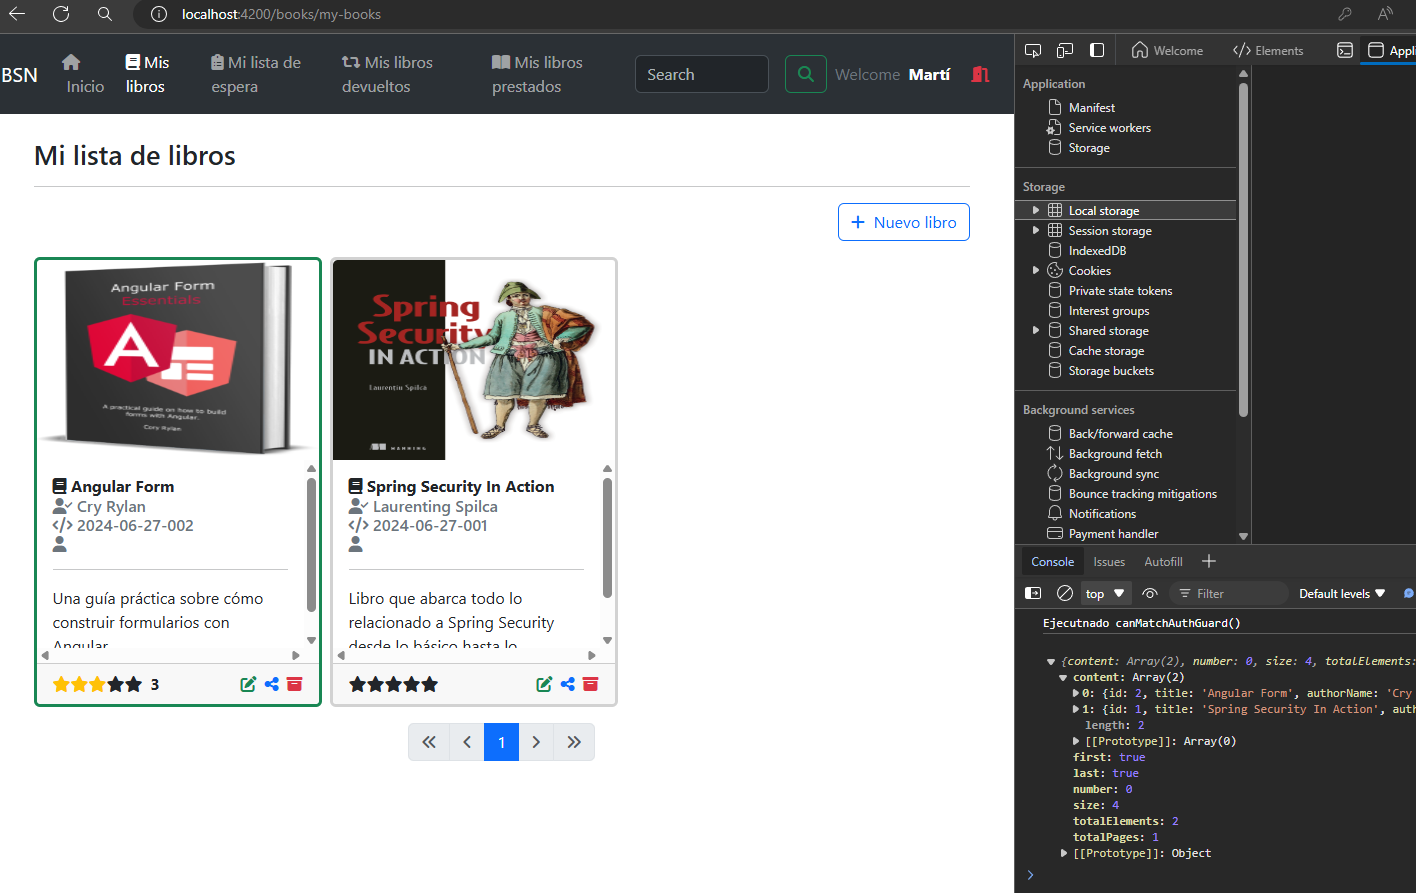 localhost:4200/books/my-books
BSN
Inicio
Mis libros
Mi lista de espera
Mis libros devueltos
Mis libros prestados
Search
Welcome Martí
Mi lista de libros
+ Nuevo libro
Angular Form
Essentials
A practical guide on how to build
forms with Angular.
Cory Rylan
Angular Form
Cry Rylan
2024-06-27-002
Una guía práctica sobre cómo
construir formularios con
Angular
3
Spring
Security
IN ACTION
Laurențiu Spilca
MANNING
Spring Security In Action
Laurenting Spilca
2024-06-27-001
Libro que abarca todo lo
relacionado a Spring Security
desde lo básico hasta lo
« ‹ 1 › »
Welcome
Elements
Appli
Application
Manifest
Service workers
Storage
Storage
Local storage
Session storage
IndexedDB
Cookies
Private state tokens
Interest groups
Shared storage
Cache storage
Storage buckets
Background services
Back/forward cache
Background fetch
Background sync
Bounce tracking mitigations
Notifications
Payment handler
Console Issues Autofill +
top Filter Default levels
Ejecutnado canMatchAuthGuard()
{content: Array(2), number: 0, size: 4, totalElements:
content: Array(2)
0: {id: 2, title: 'Angular Form', authorName: 'Cry
1: {id: 1, title: 'Spring Security In Action', auth
length: 2
[[Prototype]]: Array(0)
first: true
last: true
number: 0
size: 4
totalElements: 2
totalPages: 1
[[Prototype]]: Object